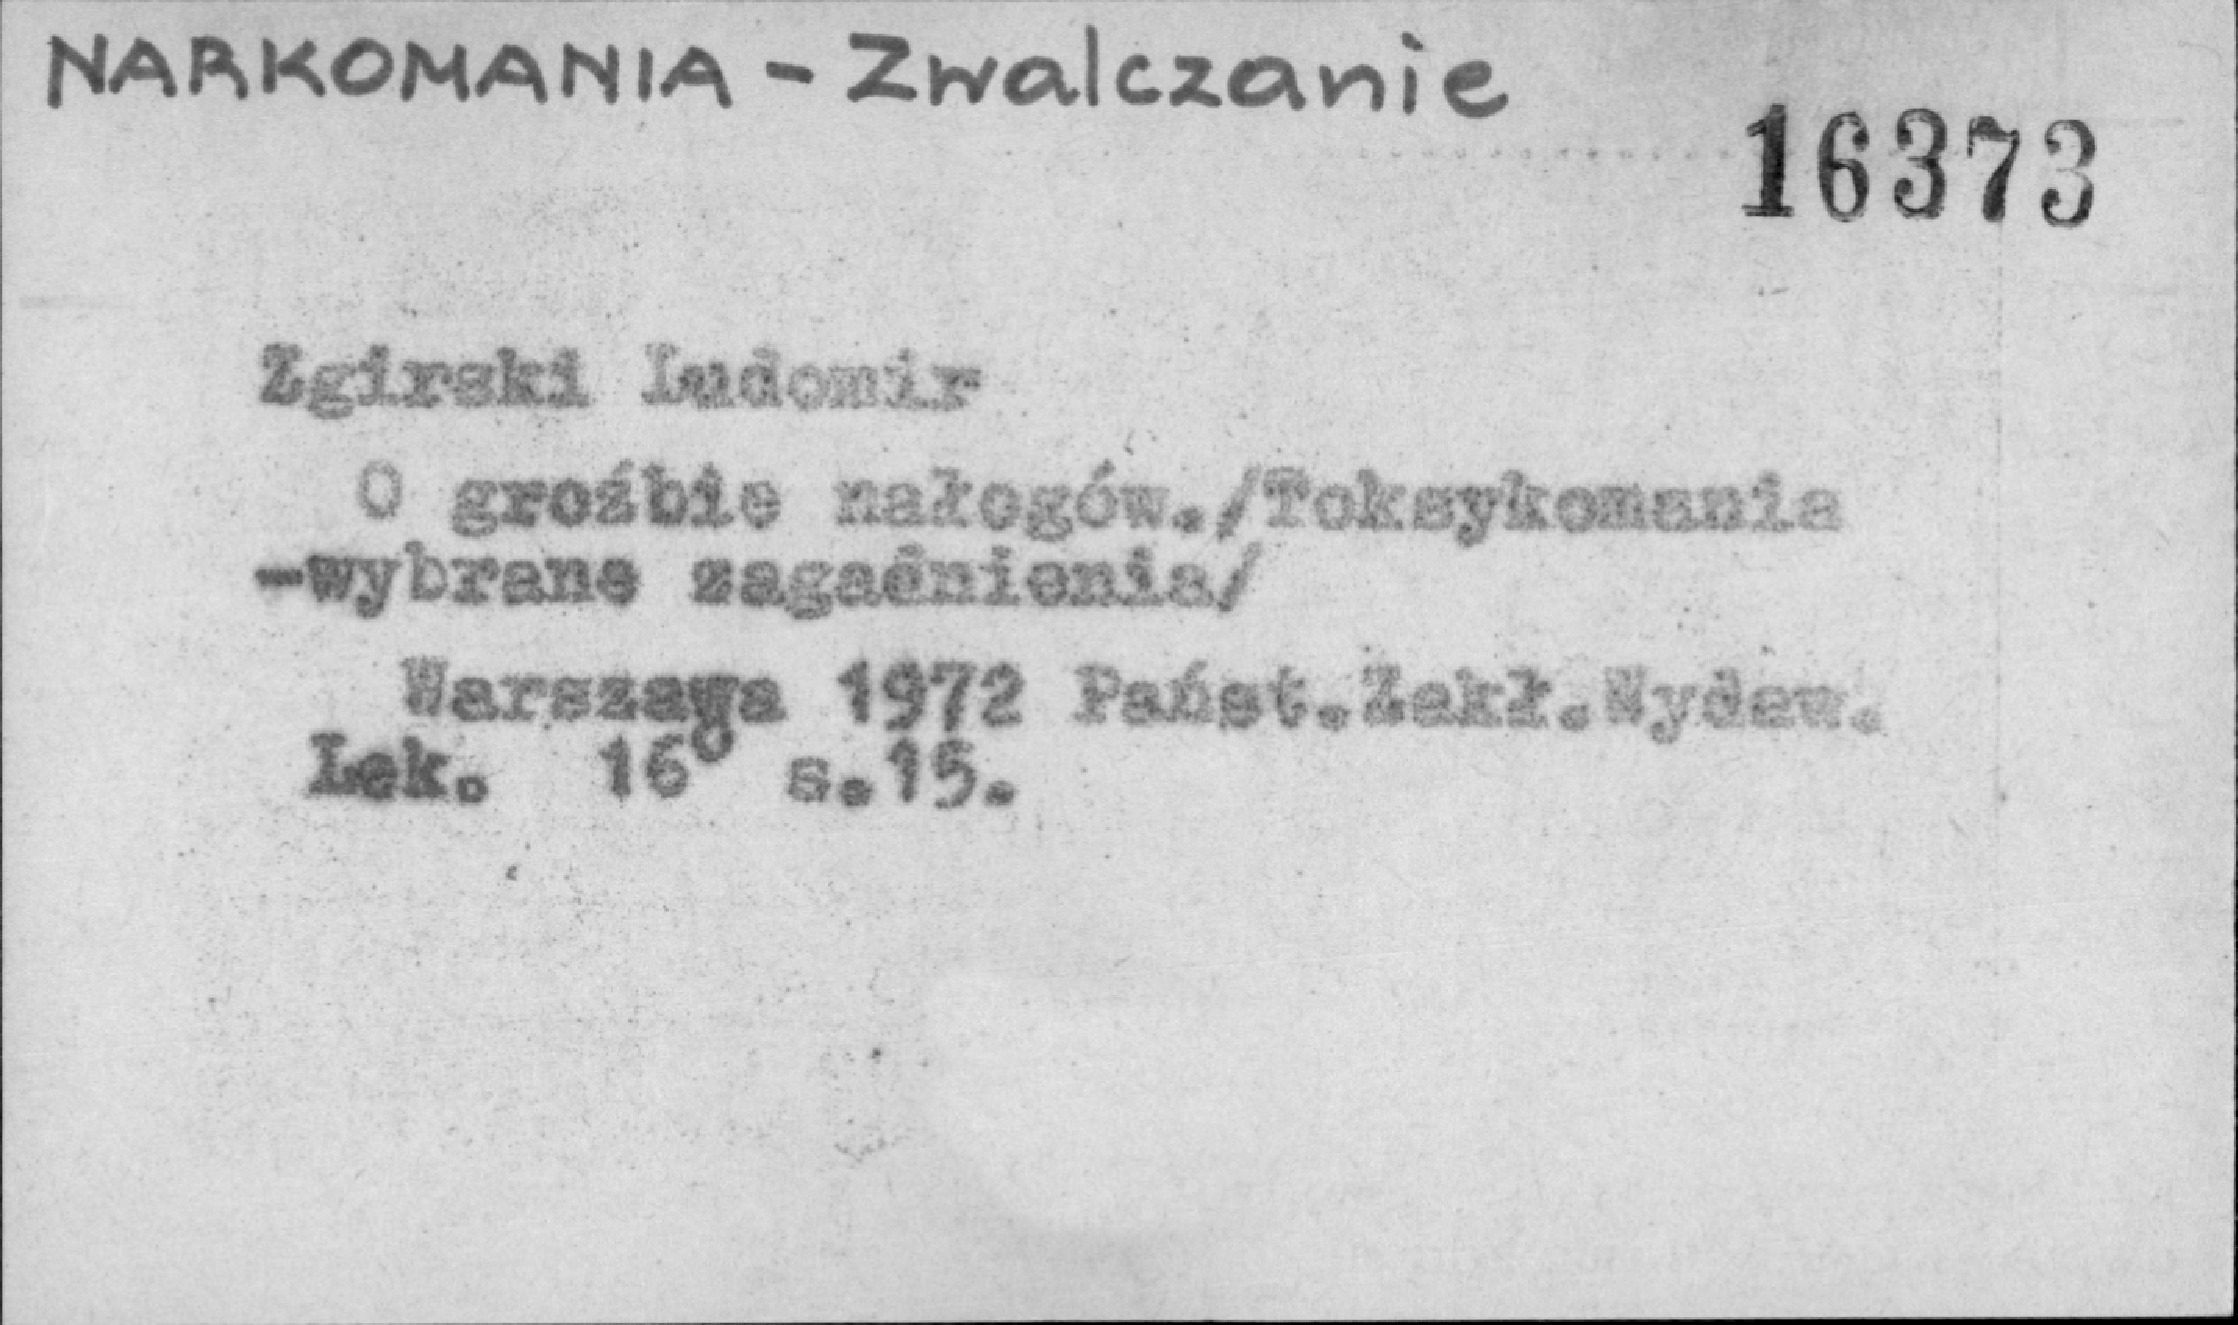 NARKOMANIA - Zwalczanie
16373
Zgirski Ludomir
O groźbie nałogów./Toksykomania
-wybrane zagadnienia/
Warszawa 1972 Państ.Zakł.Wydaw.
Lek. 16° s.15.